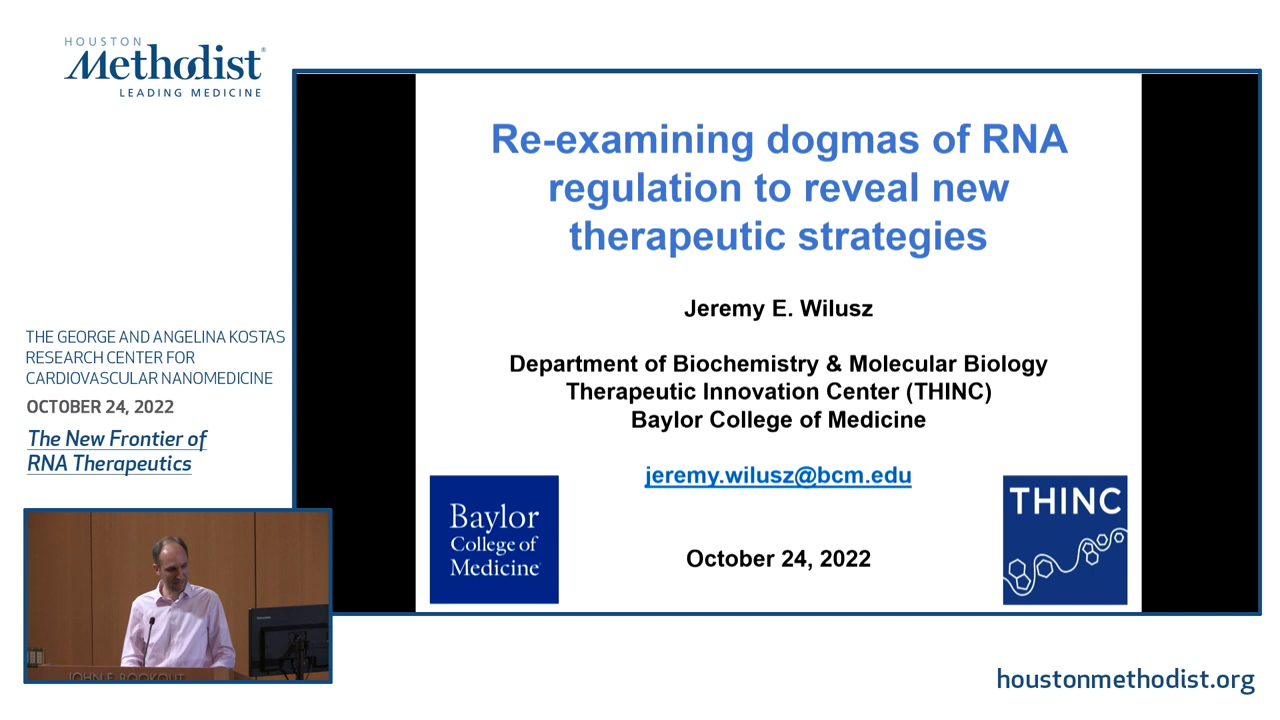 HOUSTON
Methodist
LEADING MEDICINE
Re-examining dogmas of RNA
regulation to reveal new
therapeutic strategies
Jeremy E. Wilusz
Department of Biochemistry & Molecular Biology
Therapeutic Innovation Center (THINC)
Baylor College of Medicine
jeremy.wilusz@bcm.edu
October 24, 2022
Baylor
College of
Medicine
THINC
THE GEORGE AND ANGELINA KOSTAS
RESEARCH CENTER FOR
CARDIOVASCULAR NANOMEDICINE
OCTOBER 24, 2022
The New Frontier of
RNA Therapeutics
JOHN F. BOOKOUT
houstonmethodist.org